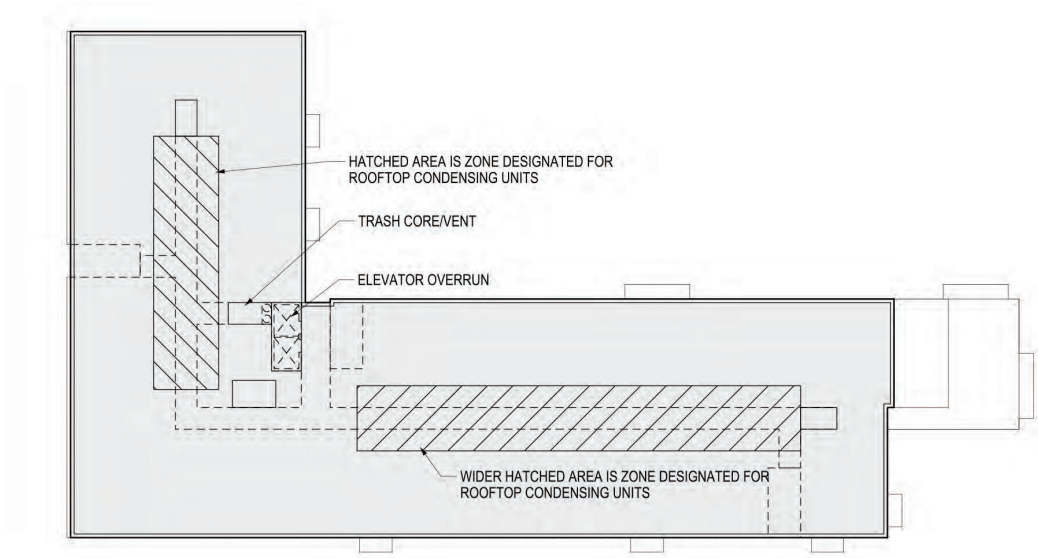 HATCHED AREA IS ZONE DESIGNATED FOR
ROOFTOP CONDENSING UNITS
TRASH CORE/VENT
ELEVATOR OVERRUN
WIDER HATCHED AREA IS ZONE DESIGNATED FOR
ROOFTOP CONDENSING UNITS